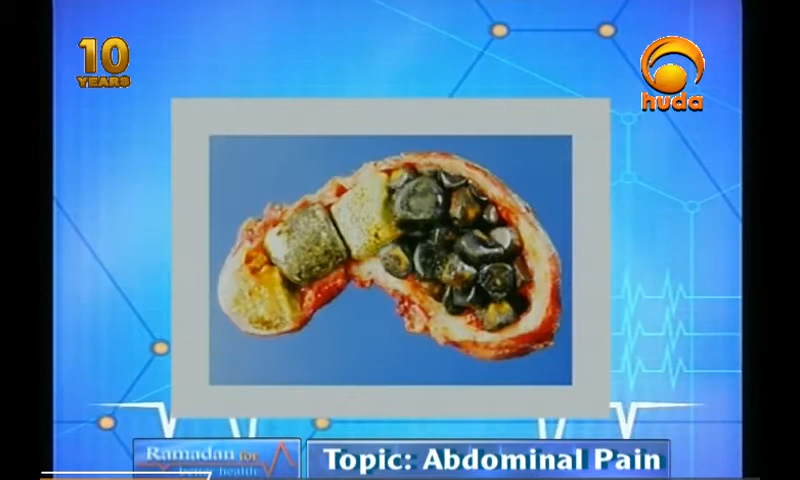 10
YEARS
huda
Ramadan for
better health
Topic: Abdominal Pain